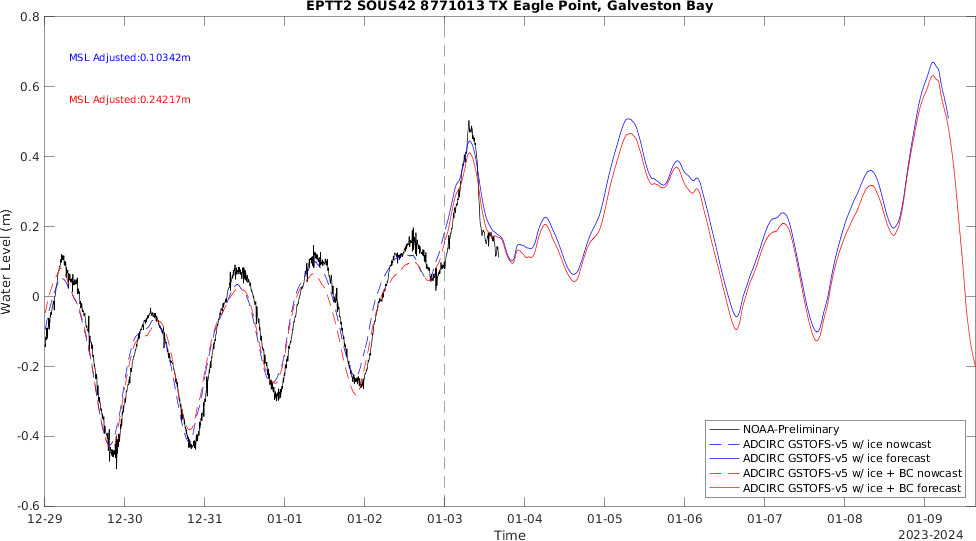 EPTT2 SOUS42 8771013 TX Eagle Point, Galveston Bay
0.8
0.6
0.4
0.2
0
-0.2
-0.4
-0.6
Water Level (m)
MSL Adjusted:0.10342m
MSL Adjusted:0.24217m
NOAA-Preliminary
ADCIRC GSTOFS-v5 w/ ice nowcast
ADCIRC GSTOFS-v5 w/ ice forecast
ADCIRC GSTOFS-v5 w/ ice + BC nowcast
ADCIRC GSTOFS-v5 w/ ice + BC forecast
12-29 12-30 12-31 01-01 01-02 01-03 01-04 01-05 01-06 01-07 01-08 01-09
Time
2023-2024